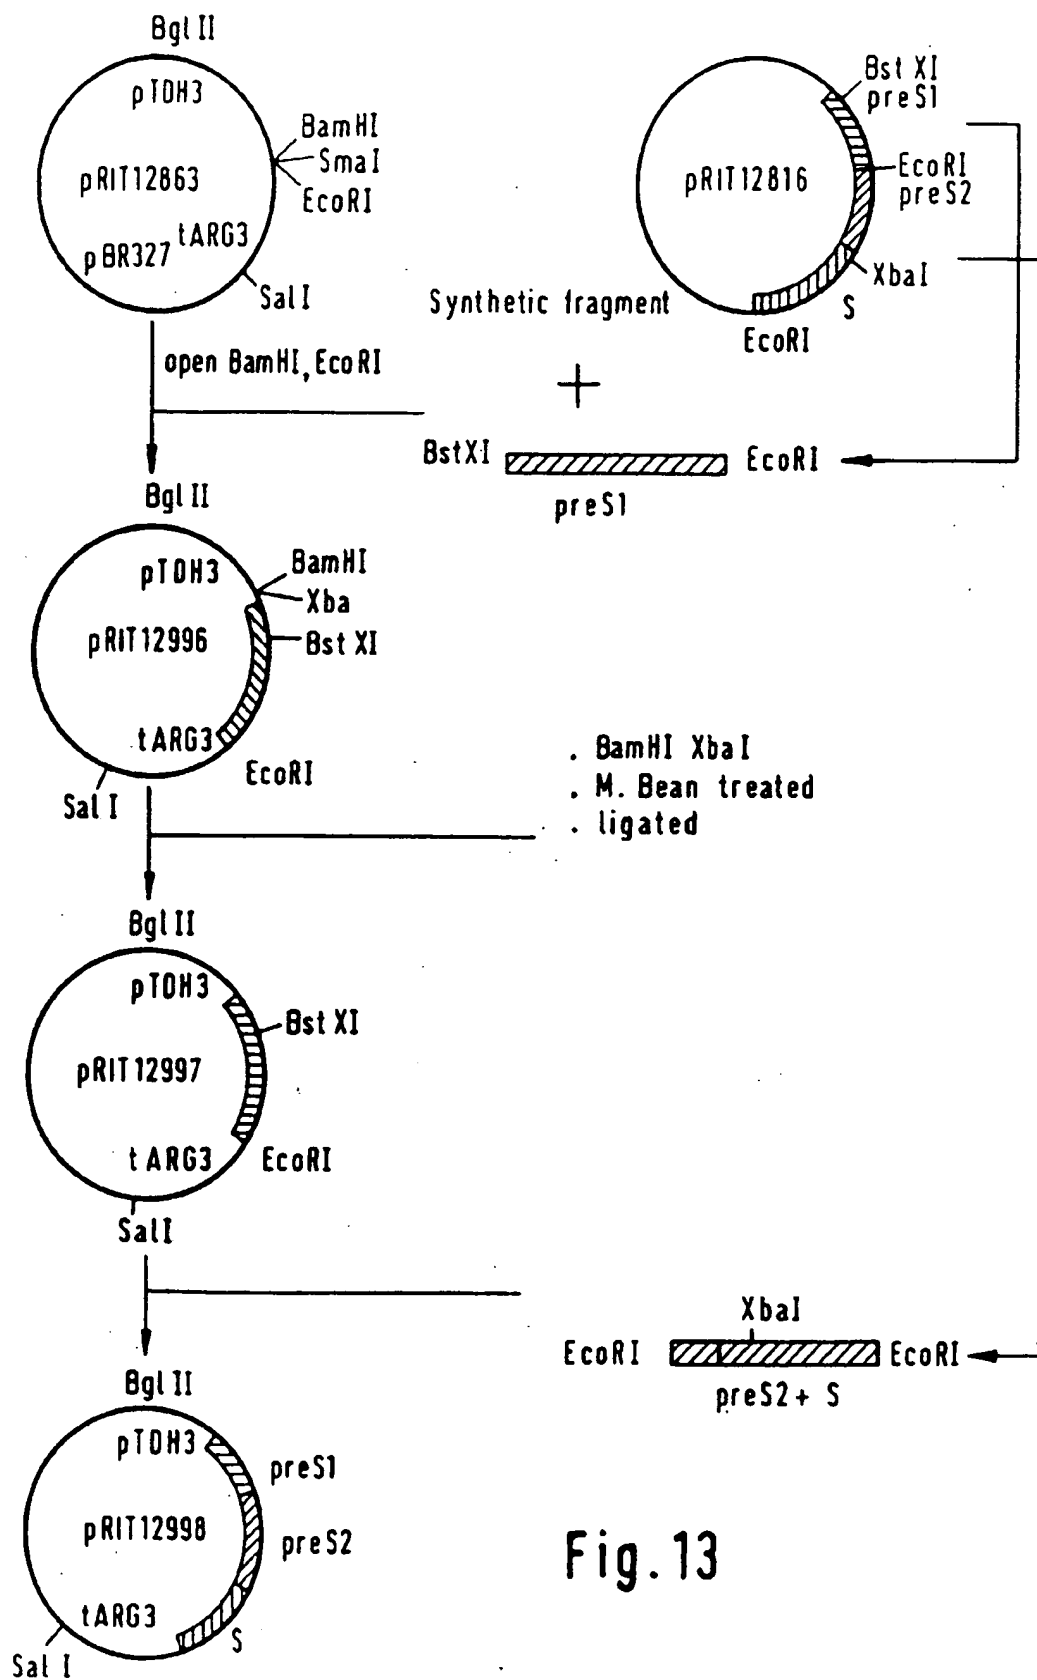 Bgl II
pTDH3
BamHI
SmaI
EcoRI
pRIT12863
tARG3
pBR327
Sal I
Bst XI
preS1
EcoRI
preS2
pRIT12816
XbaI
S
EcoRI
Synthetic fragment
+
open BamHI, EcoRI
BstXI
EcoRI
preS1
Bgl II
pTDH3
BamHI
Xba
Bst XI
pRIT12996
tARG3
EcoRI
Sal I
. BamHI XbaI
. M. Bean treated
. ligated
Bgl II
pTDH3
Bst XI
pRIT12997
tARG3
EcoRI
SalI
XbaI
EcoRI
EcoRI
preS2 + S
Bgl II
pTDH3
preS1
pRIT12998
preS2
tARG3
S
Sal I
Fig. 13